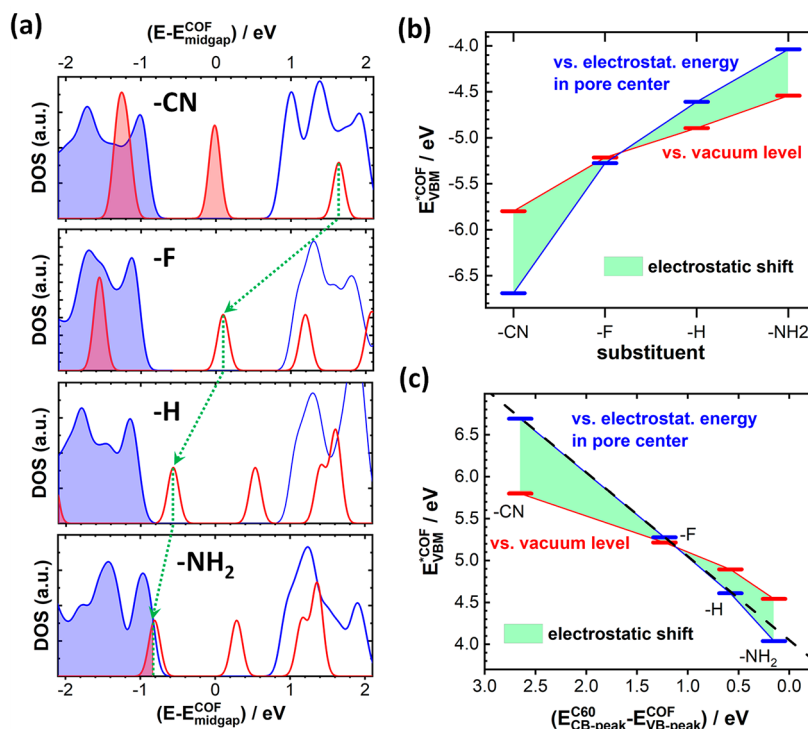 (a)
(E-E^COF_midgap) / eV
-2 -1 0 1 2
-CN
DOS (a.u.)
-F
DOS (a.u.)
-H
DOS (a.u.)
-NH₂
DOS (a.u.)
-2 -1 0 1 2
(E-E^COF_midgap) / eV
(b)
-4.0
vs. electrostat. energy
in pore center
-4.5
-5.0
vs. vacuum level
E^*COF_VBM / eV
-5.5
-6.0
electrostatic shift
-6.5
-CN -F -H -NH2
substituent
(c)
vs. electrostat. energy
in pore center
6.5
6.0
-CN
E^*COF_VBM / eV
5.5
-F
vs. vacuum level
5.0
-H
4.5
electrostatic shift
-NH₂
4.0
3.0 2.5 2.0 1.5 1.0 0.5 0.0
(E^C60_CB-peak-E^COF_VB-peak) / eV